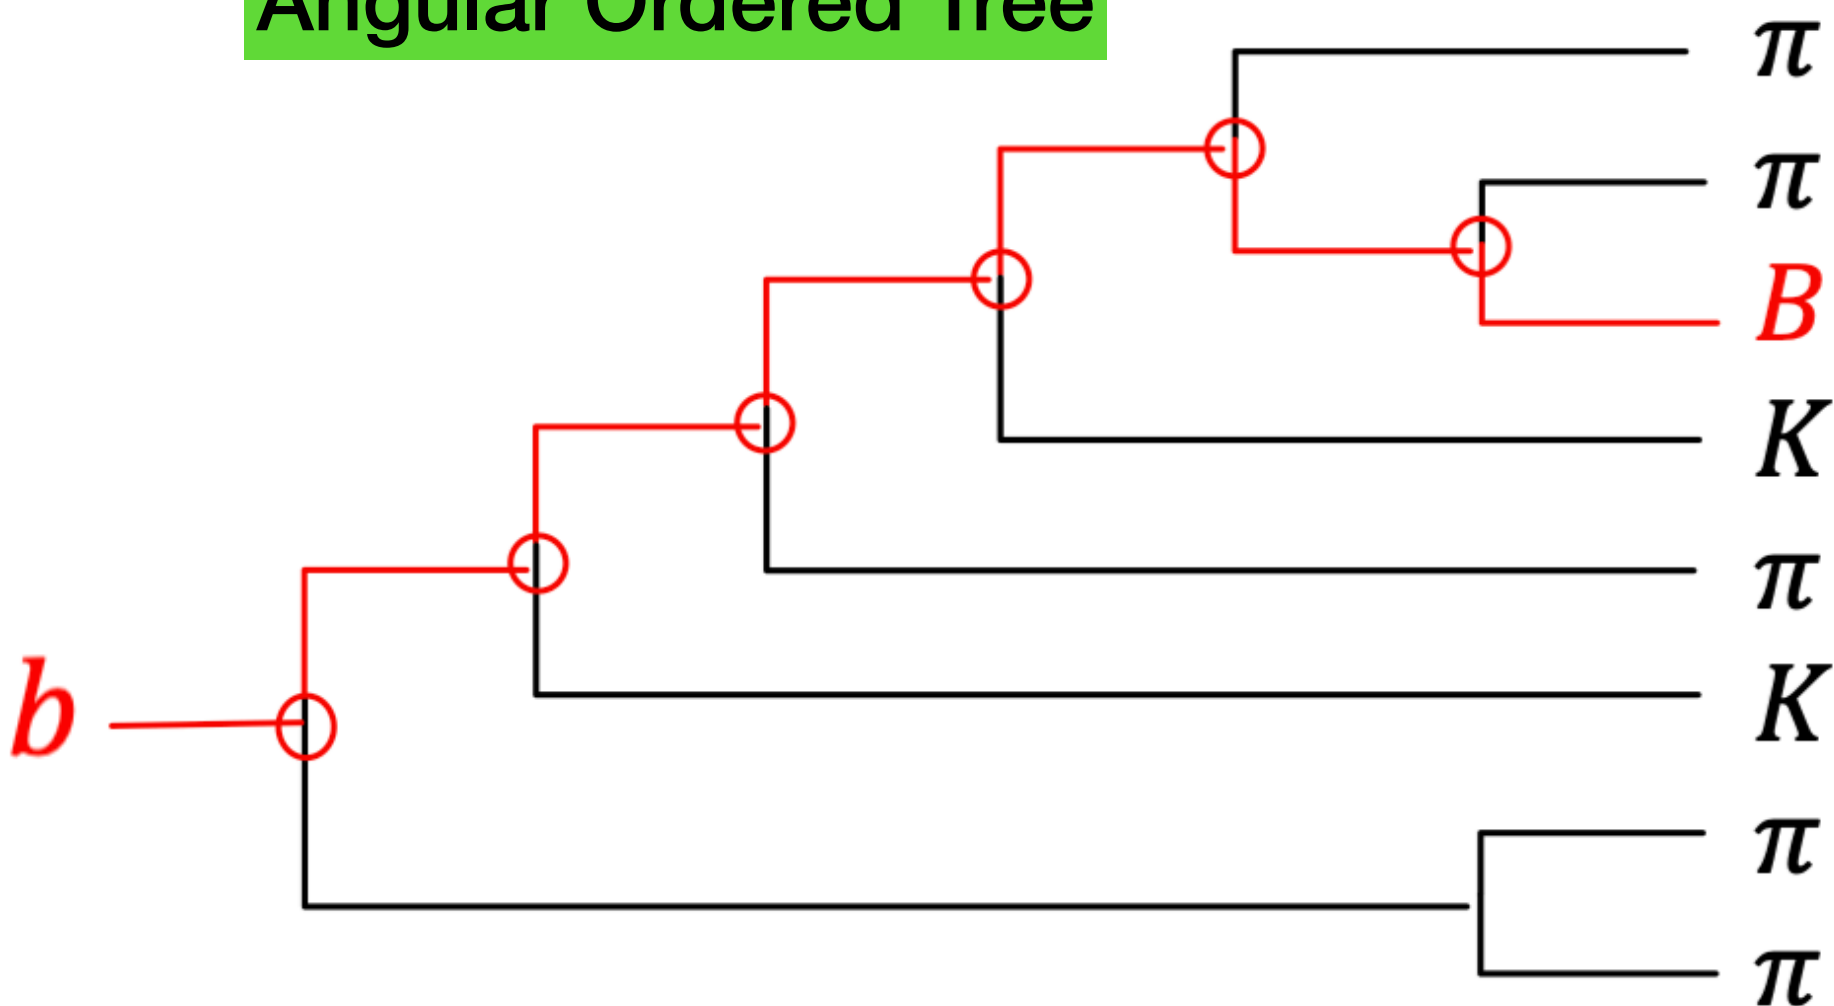 Angular Ordered Tree
π
π
B
K
π
K
b
π
π